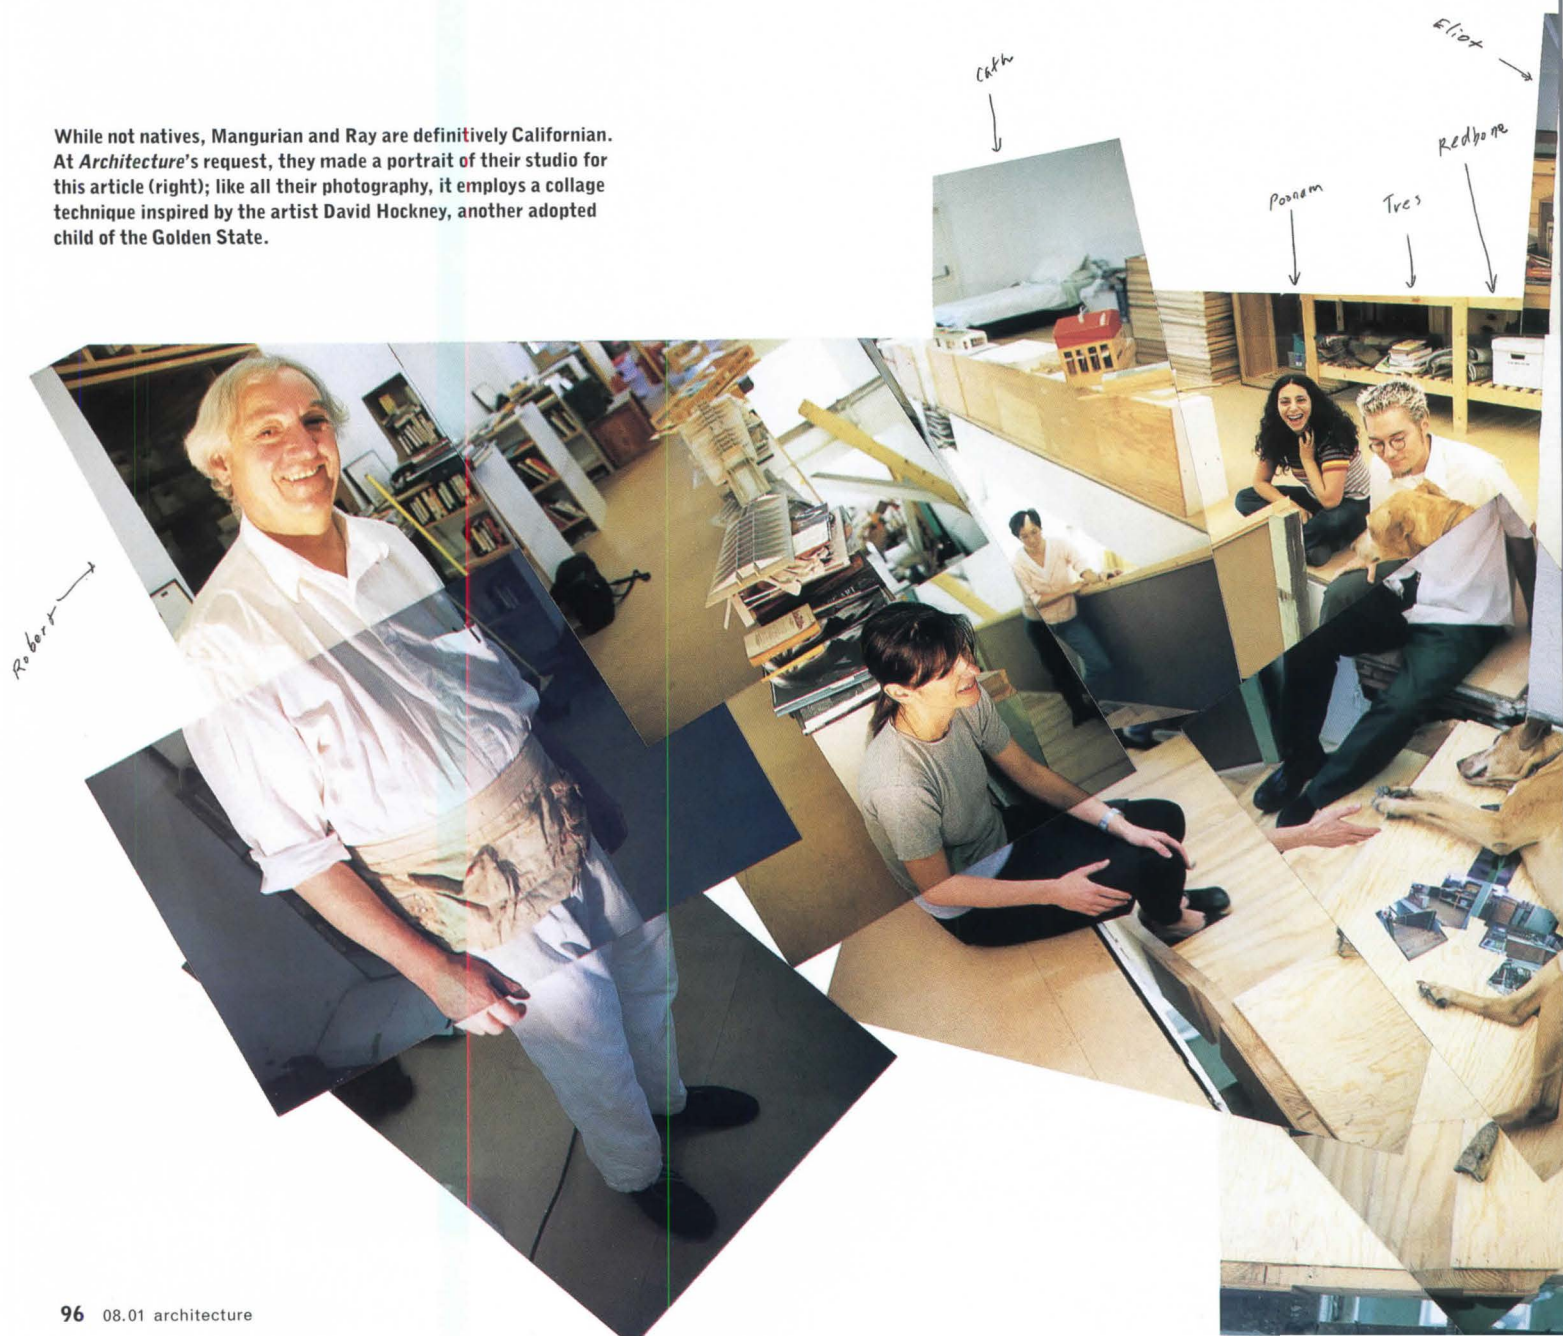 While not natives, Mangurian and Ray are definitively Californian.
At Architecture's request, they made a portrait of their studio for
this article (right); like all their photography, it employs a collage
technique inspired by the artist David Hockney, another adopted
child of the Golden State.
Eliot
Cath
Redbone
Poonam
Tres
Robert
96 08.01 architecture